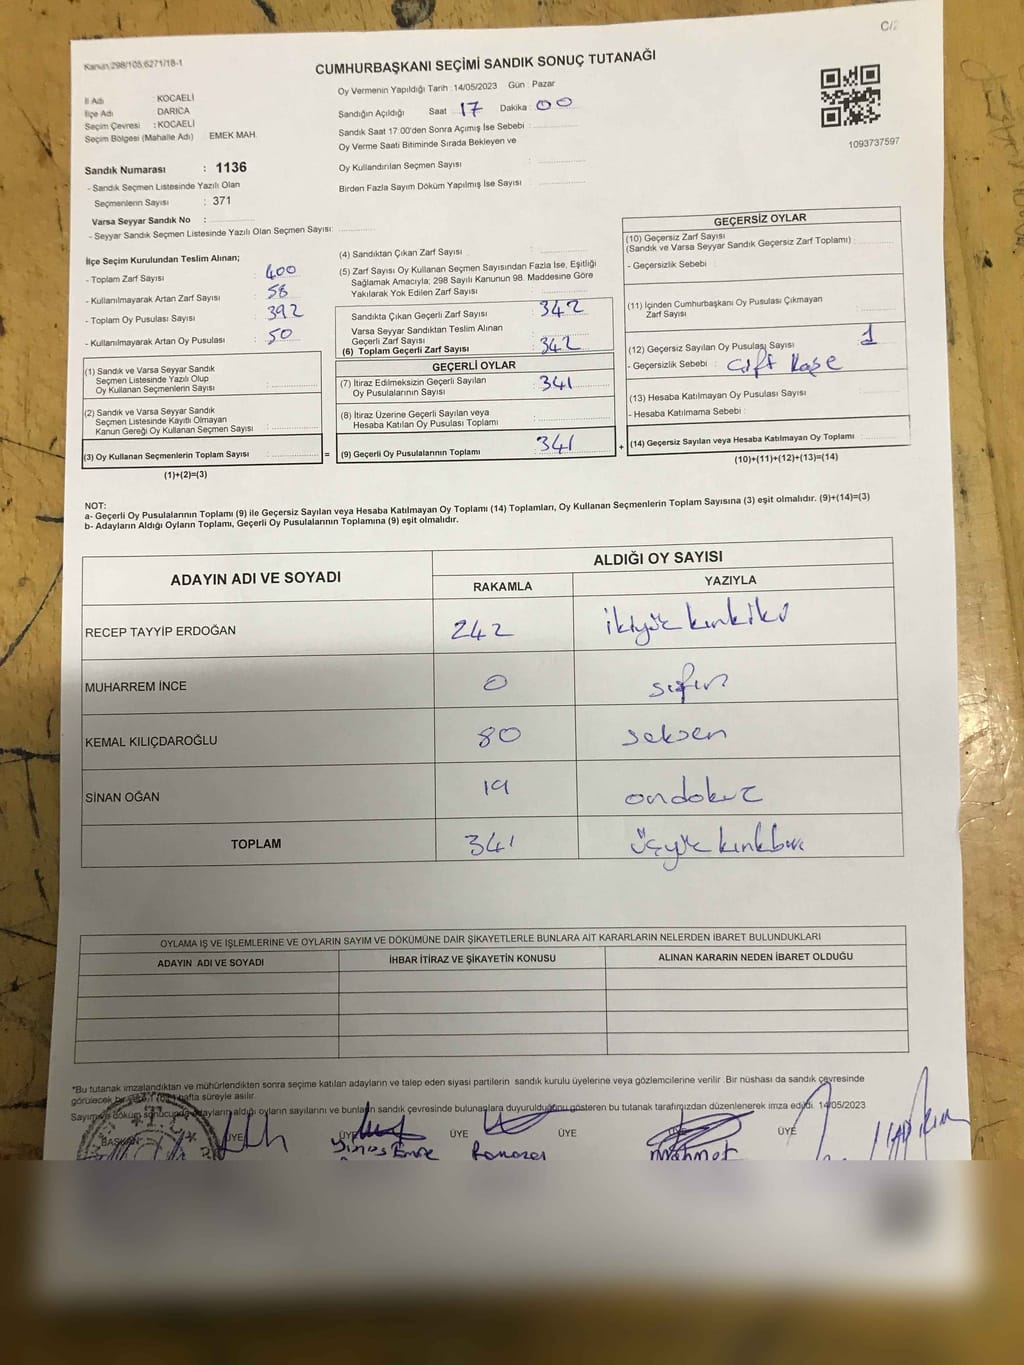 C/2
Kanun:298/105;6271/18-1
CUMHURBAŞKANI SEÇİMİ SANDIK SONUÇ TUTANAĞI
İl Adı : KOCAELİ
İlçe Adı DARICA
Seçim Çevresi : KOCAELİ
Seçim Bölgesi (Mahalle Adı) EMEK MAH.
Oy Vermenin Yapıldığı Tarih : 14/05/2023 Gün : Pazar
Sandığın Açıldığı Saat 17 Dakika : 00
Sandık Saat 17:00'den Sonra Açımış İse Sebebi :
Oy Verme Saati Bitiminde Sırada Bekleyen ve
Oy Kullandırılan Seçmen Sayısı :
Birden Fazla Sayım Döküm Yapılmış İse Sayısı :
1093737597
Sandık Numarası : 1136
- Sandık Seçmen Listesinde Yazılı Olan
Seçmenlerin Sayısı : 371
Varsa Seyyar Sandık No :
- Seyyar Sandık Seçmen Listesinde Yazılı Olan Seçmen Sayısı:
İlçe Seçim Kurulundan Teslim Alınan;
- Toplam Zarf Sayısı : 400
- Kullanılmayarak Artan Zarf Sayısı : 58
- Toplam Oy Pusulası Sayısı : 392
- Kullanılmayarak Artan Oy Pusulası : 50
(1) Sandık ve Varsa Seyyar Sandık
Seçmen Listesinde Yazılı Olup
Oy Kullanan Seçmenlerin Sayısı :
(2) Sandık ve Varsa Seyyar Sandık
Seçmen Listesinde Kayıtlı Olmayan
Kanun Gereği Oy Kullanan Seçmen Sayısı :
(3) Oy Kullanan Seçmenlerin Toplam Sayısı : =
(1)+(2)=(3)
(4) Sandıktan Çıkan Zarf Sayısı :
(5) Zarf Sayısı Oy Kullanan Seçmen Sayısından Fazla İse, Eşitliği
Sağlamak Amacıyla; 298 Sayılı Kanunun 98. Maddesine Göre
Yakılarak Yok Edilen Zarf Sayısı :
Sandıkta Çıkan Geçerli Zarf Sayısı : 342
Varsa Seyyar Sandıktan Teslim Alınan
Geçerli Zarf Sayısı :
(6) Toplam Geçerli Zarf Sayısı : 342
GEÇERLİ OYLAR
(7) İtiraz Edilmeksizin Geçerli Sayılan
Oy Pusulalarının Sayısı : 341
(8) İtiraz Üzerine Geçerli Sayılan veya
Hesaba Katılan Oy Pusulası Toplamı :
(9) Geçerli Oy Pusulalarının Toplamı : 341 +
GEÇERSİZ OYLAR
(10) Geçersiz Zarf Sayısı
(Sandık ve Varsa Seyyar Sandık Geçersiz Zarf Toplamı) :
- Geçersizlik Sebebi :
(11) İçinden Cumhurbaşkanı Oy Pusulası Çıkmayan
Zarf Sayısı :
(12) Geçersiz Sayılan Oy Pusulası Sayısı : 1
- Geçersizlik Sebebi : Çift Kaşe
(13) Hesaba Katılmayan Oy Pusulası Sayısı :
- Hesaba Katılmama Sebebi :
(14) Geçersiz Sayılan veya Hesaba Katılmayan Oy Toplamı :
(10)+(11)+(12)+(13)=(14)
NOT:
a- Geçerli Oy Pusulalarının Toplamı (9) ile Geçersiz Sayılan veya Hesaba Katılmayan Oy Toplamı (14) Toplamları, Oy Kullanan Seçmenlerin Toplam Sayısına (3) eşit olmalıdır. (9)+(14)=(3)
b- Adayların Aldığı Oyların Toplamı, Geçerli Oy Pusulalarının Toplamına (9) eşit olmalıdır.
ADAYIN ADI VE SOYADI ALDIĞI OY SAYISI
RAKAMLA YAZIYLA
RECEP TAYYİP ERDOĞAN 242 ikiyüz kırkiki
MUHARREM İNCE 0 sıfır
KEMAL KILIÇDAROĞLU 80 seksen
SİNAN OĞAN 19 ondokuz
TOPLAM 341 üçyüz kırkbir
OYLAMA İŞ VE İŞLEMLERİNE VE OYLARIN SAYIM VE DÖKÜMÜNE DAİR ŞİKAYETLERLE BUNLARA AİT KARARLARIN NELERDEN İBARET BULUNDUKLARI
ADAYIN ADI VE SOYADI İHBAR İTİRAZ VE ŞİKAYETİN KONUSU ALINAN KARARIN NEDEN İBARET OLDUĞU
*Bu tutanak imzalandıktan ve mühürlendikten sonra seçime katılan adayların ve talep eden siyasi partilerin sandık kurulu üyelerine veya gözlemcilerine verilir. Bir nüshası da sandık çevresinde
görülecek bir hafta süreyle asılır.
Sayım ve döküm sonucunda adayların aldığı oyların sayılarını ve bunların sandık çevresinde bulunanlara duyurulduğunu gösteren bu tutanak tarafımızdan düzenlenerek imza edildi. 14/05/2023
BAŞKAN ÜYE ÜYE ÜYE ÜYE ÜYE
Yunus Emre Ramazan Mehmet